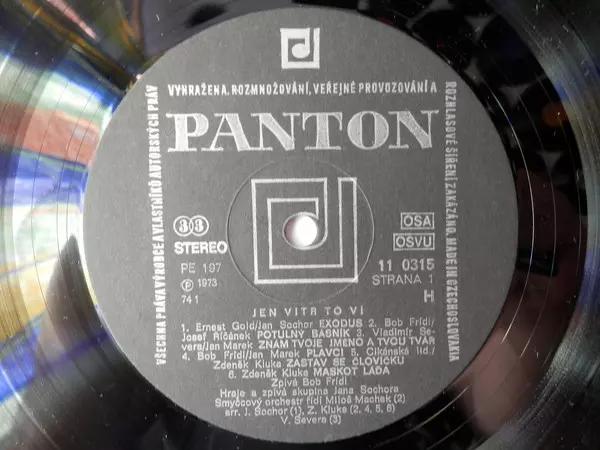 VŠECHNA PRÁVA VÝROBCE A VLASTNÍKŮ AUTORSKÝCH PRÁV
VYHRAŽENA, ROZMNOŽOVÁNÍ, VEŘEJNÉ PROVOZOVÁNÍ A
ROZHLASOVÉ ŠÍŘENÍ ZAKÁZÁNO, MADE IN CZECHOSLOVAKIA
PANTON
33
STEREO
PE 197
℗ 1973
74 1
OSA
OSVU
11 0315
STRANA 1
H
JEN VITR TO VI
1. Ernest Gold/Jan Sochor EXODUS 2. Bob Frídl/
Josef Říčánek POTULNÝ BÁSNÍK 3. Vladimír Se-
vera/Jan Marek ZNÁM TVOJE JMÉNO A TVOU TVÁŘ
4. Bob Frídl/Jan Marek PLAVCI 5. Cikánská lid./
Zdeněk Kluka ZASTAV SE ČLOVÍČKU
6. Zdeněk Kluka MASKOT LÁĎA
Zpívá Bob Frídl
Hraje a zpívá skupina Jana Sochora
Smyčcový orchestr řídí Miloš Machek (2)
arr. J. Sochor (1), Z. Kluka (2, 4, 5, 6)
V. Severa (3)